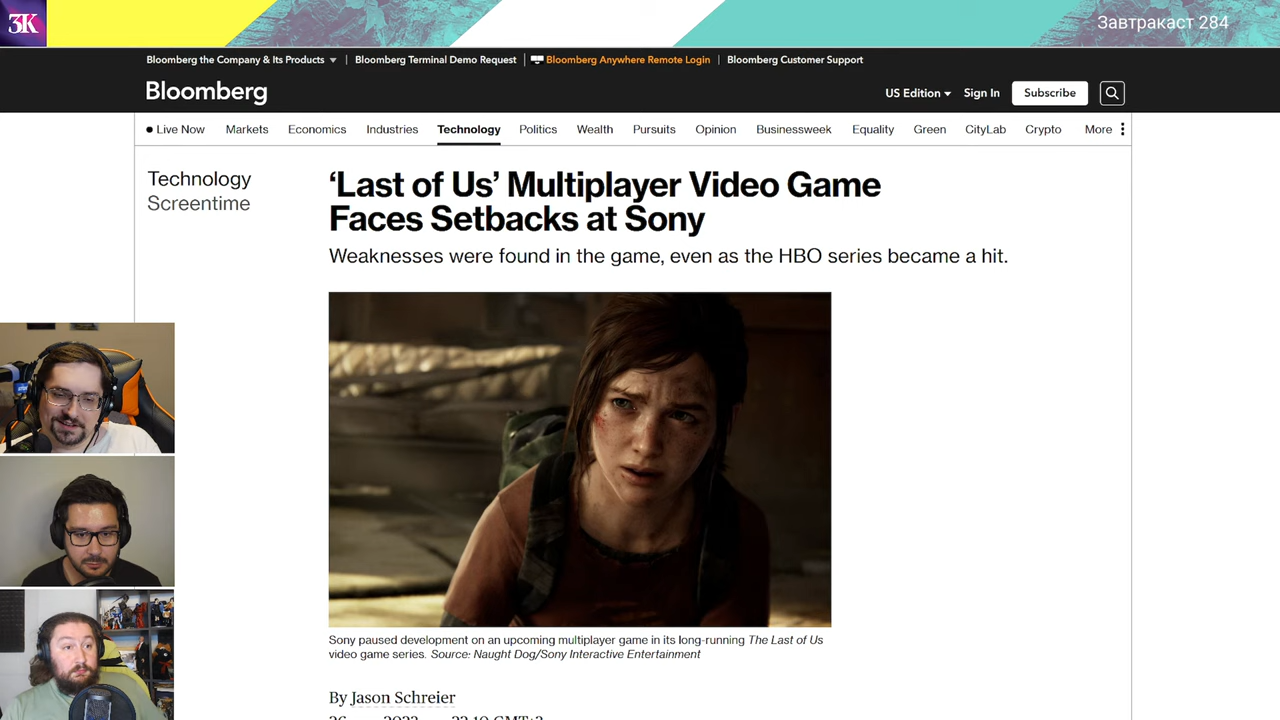 3K
Завтракаст 284
Bloomberg the Company & Its Products
Bloomberg Terminal Demo Request
Bloomberg Anywhere Remote Login
Bloomberg Customer Support
Bloomberg
US Edition
Sign In
Subscribe
Live Now
Markets
Economics
Industries
Technology
Politics
Wealth
Pursuits
Opinion
Businessweek
Equality
Green
CityLab
Crypto
More
Technology
Screentime
‘Last of Us’ Multiplayer Video Game
Faces Setbacks at Sony
Weaknesses were found in the game, even as the HBO series became a hit.
Sony paused development on an upcoming multiplayer game in its long-running The Last of Us
video game series. Source: Naught Dog/Sony Interactive Entertainment
By Jason Schreier